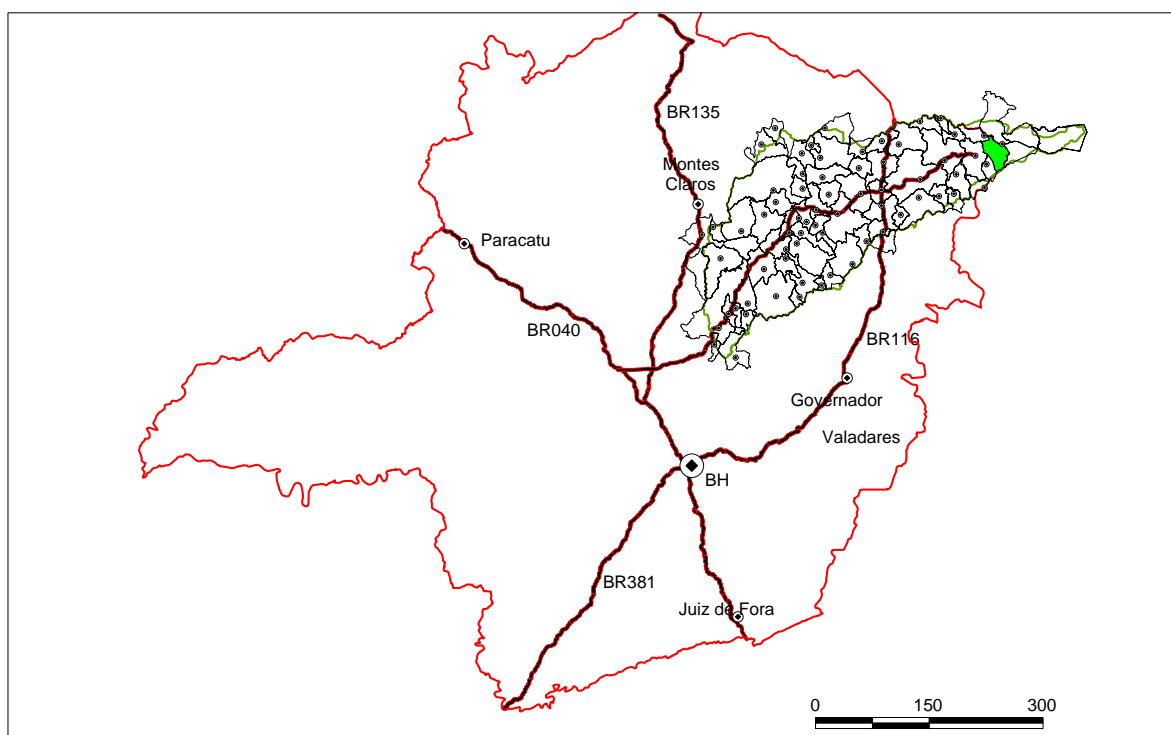 BR135
Montes
Claros
Paracatu
BR040
BR116
Governador
Valadares
BH
BR381
Juiz de Fora
0 150 300